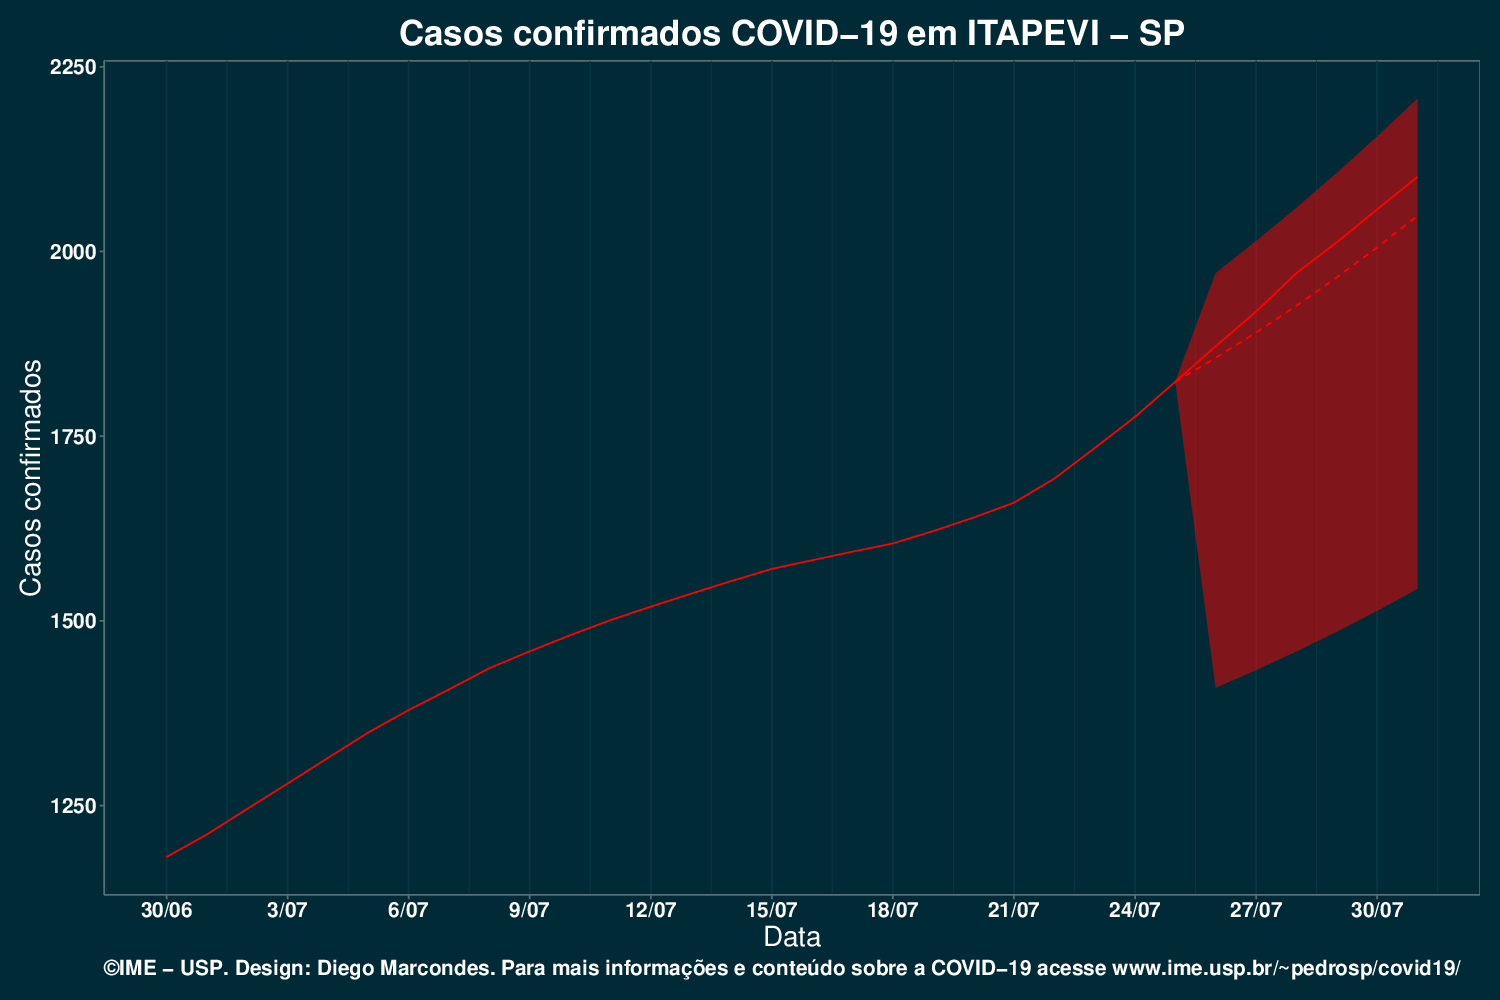 Casos confirmados COVID−19 em ITAPEVI − SP
Casos confirmados
2250
2000
1750
1500
1250
30/06 3/07 6/07 9/07 12/07 15/07 18/07 21/07 24/07 27/07 30/07
Data
©IME − USP. Design: Diego Marcondes. Para mais informações e conteúdo sobre a COVID−19 acesse www.ime.usp.br/~pedrosp/covid19/